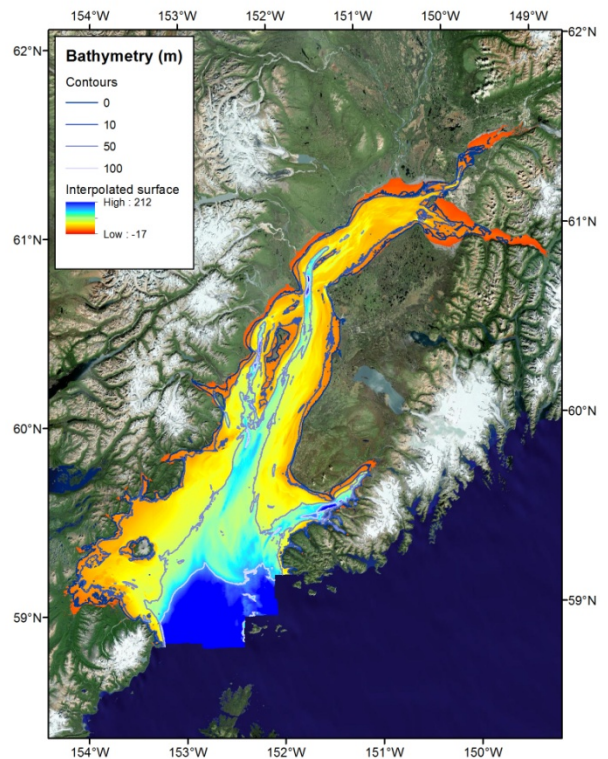 154°W 153°W 152°W 151°W 150°W 149°W
62°N 62°N
Bathymetry (m)
Contours
0
10
50
100
Interpolated surface
High : 212
Low : -17
61°N 61°N
60°N 60°N
59°N 59°N
154°W 153°W 152°W 151°W 150°W